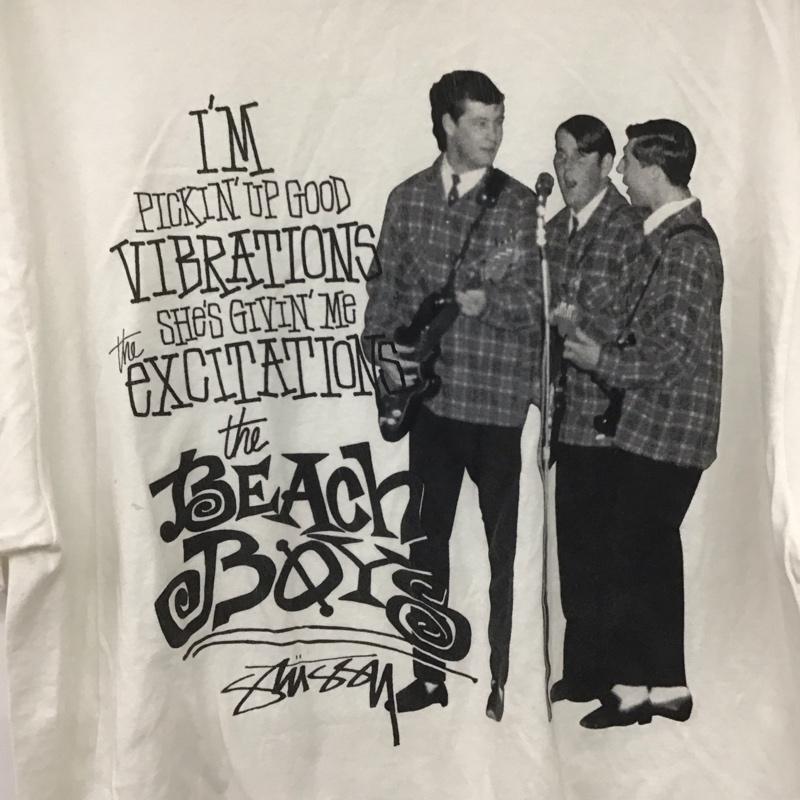 I'M
PICKIN' UP GOOD
VIBRATIONS
SHE'S GIVIN' ME
the EXCITATIONS
the
BEACH
BOYS
Stüssy